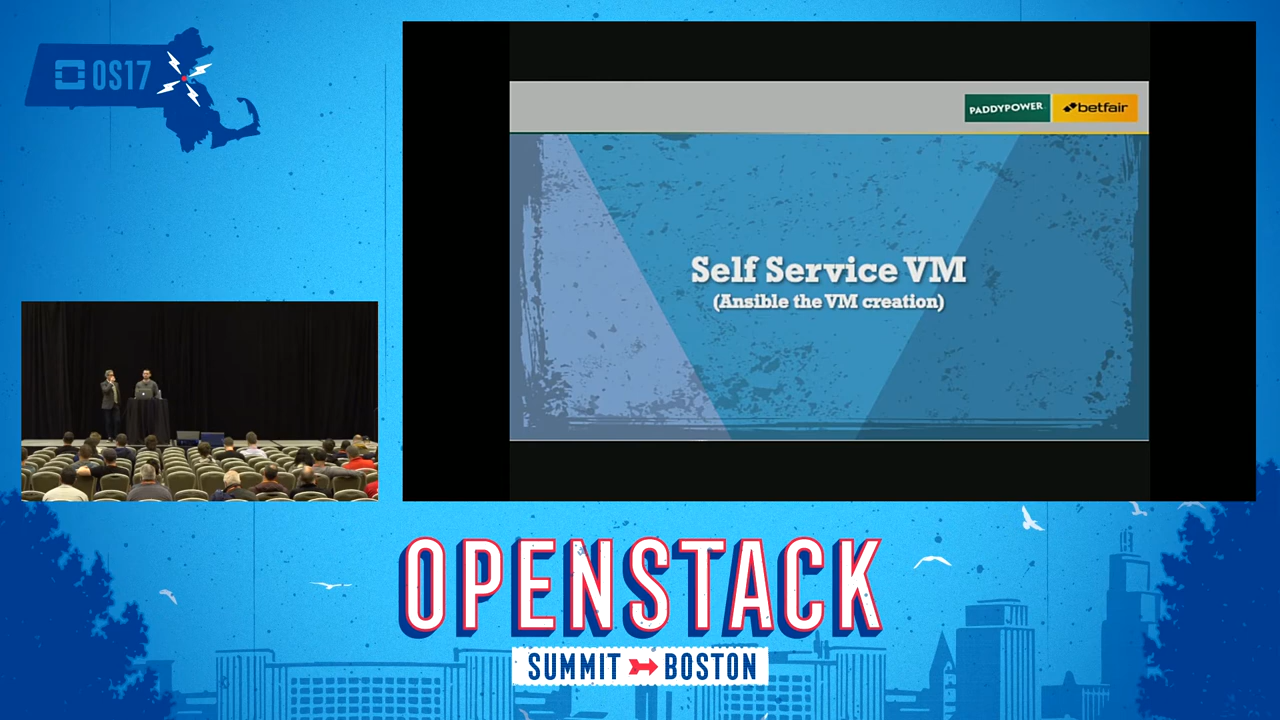 OS17
PADDYPOWER.
betfair
Self Service VM
(Ansible the VM creation)
OPENSTACK
SUMMIT BOSTON